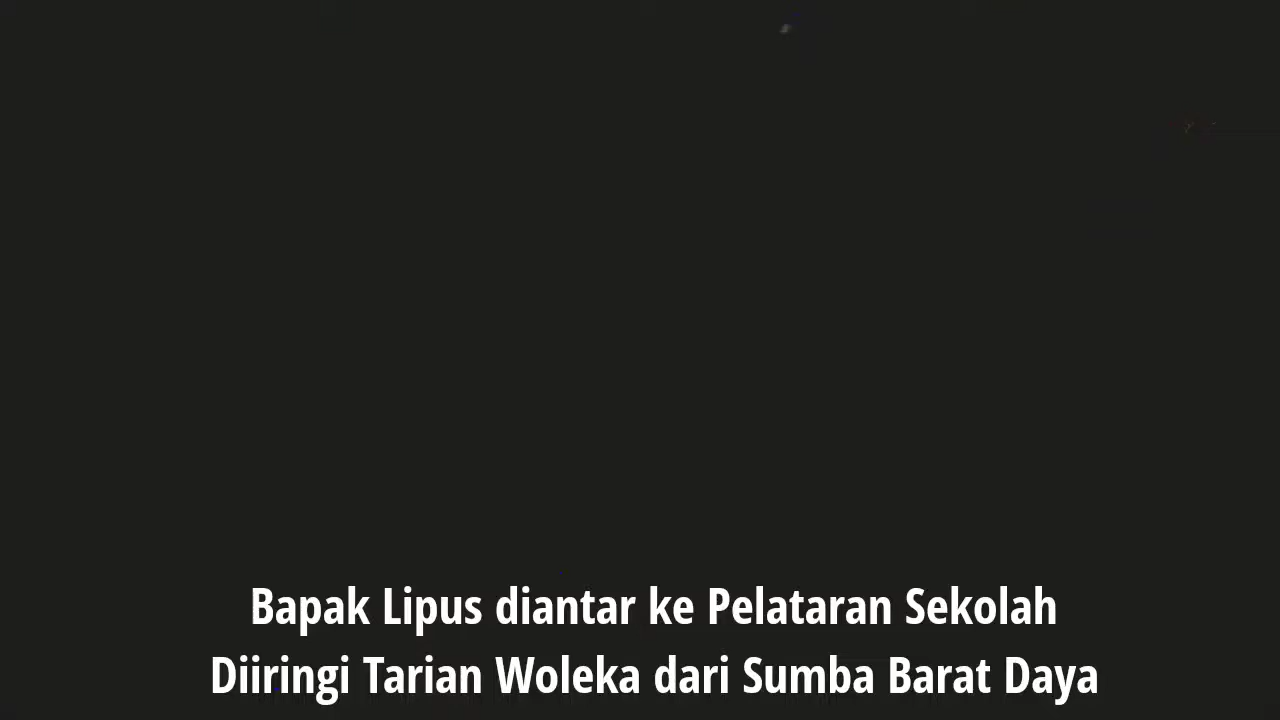 Bapak Lipus diantar ke Pelataran Sekolah
Diiringi Tarian Woleka dari Sumba Barat Daya